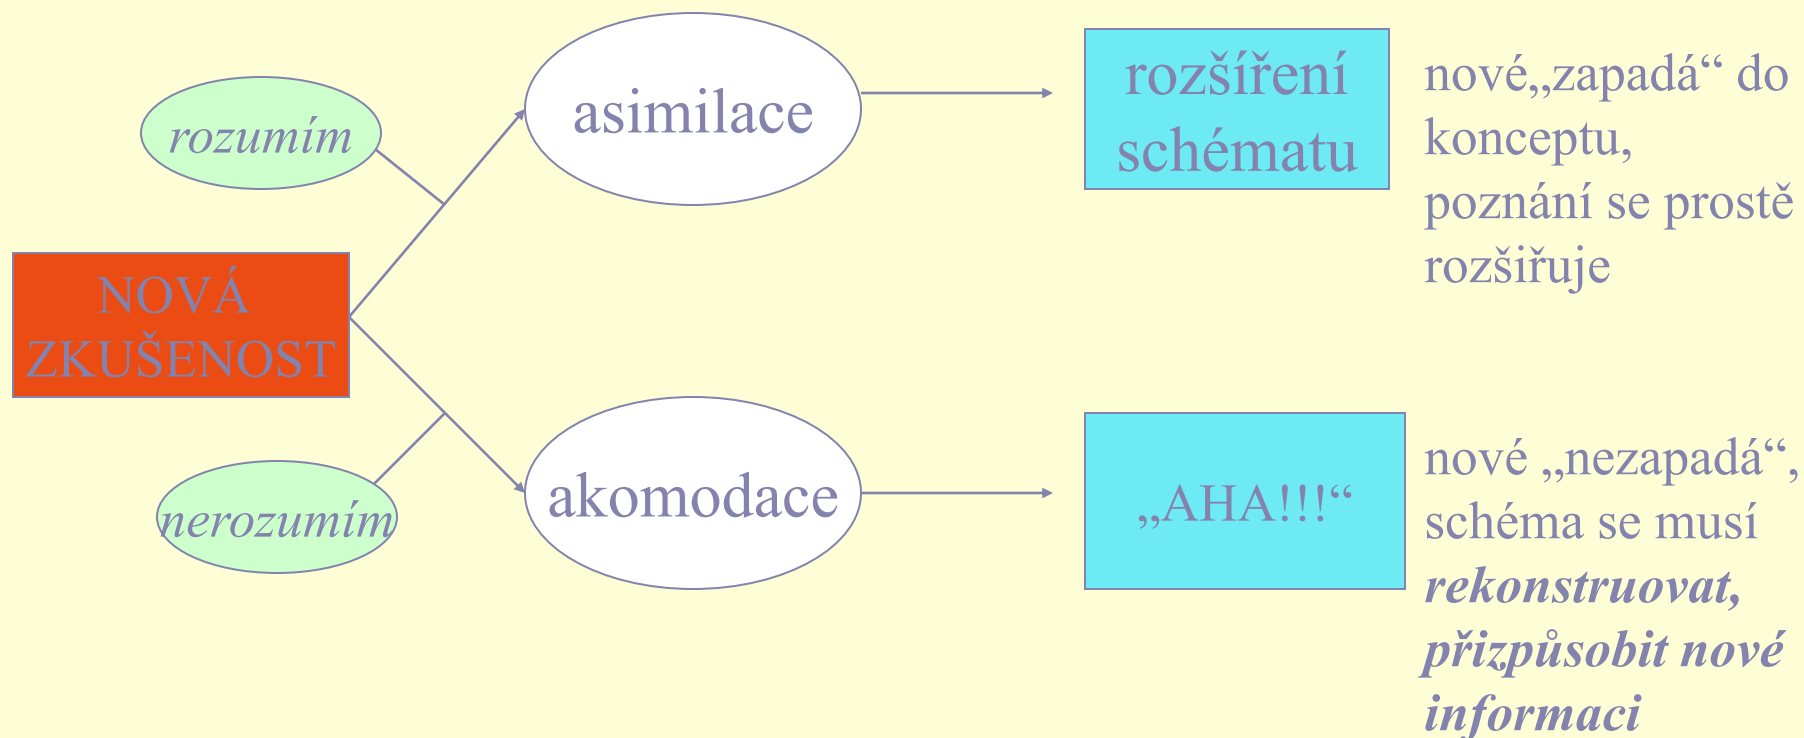 rozumím
asimilace
rozšíření
schématu
nové„zapadá“ do
konceptu,
poznání se prostě
rozšiřuje
NOVÁ
ZKUŠENOST
nerozumím
akomodace
„AHA!!!“
nové „nezapadá“,
schéma se musí
rekonstruovat,
přizpůsobit nové
informaci